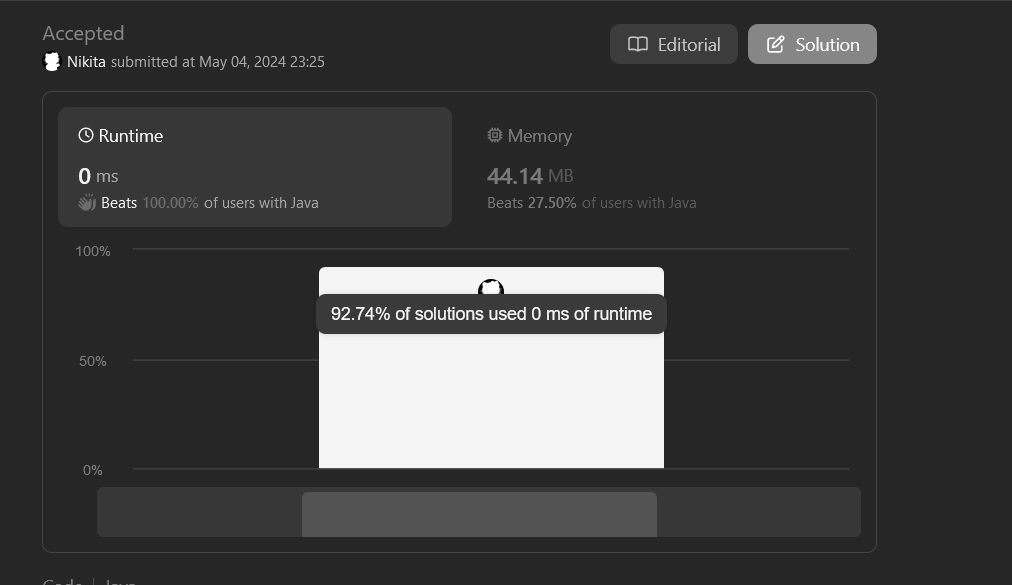 Accepted
Nikita submitted at May 04, 2024 23:25
Editorial
Solution
Runtime
0 ms
Beats 100.00% of users with Java
Memory
44.14 MB
Beats 27.50% of users with Java
100%
92.74% of solutions used 0 ms of runtime
50%
0%
Code | Java